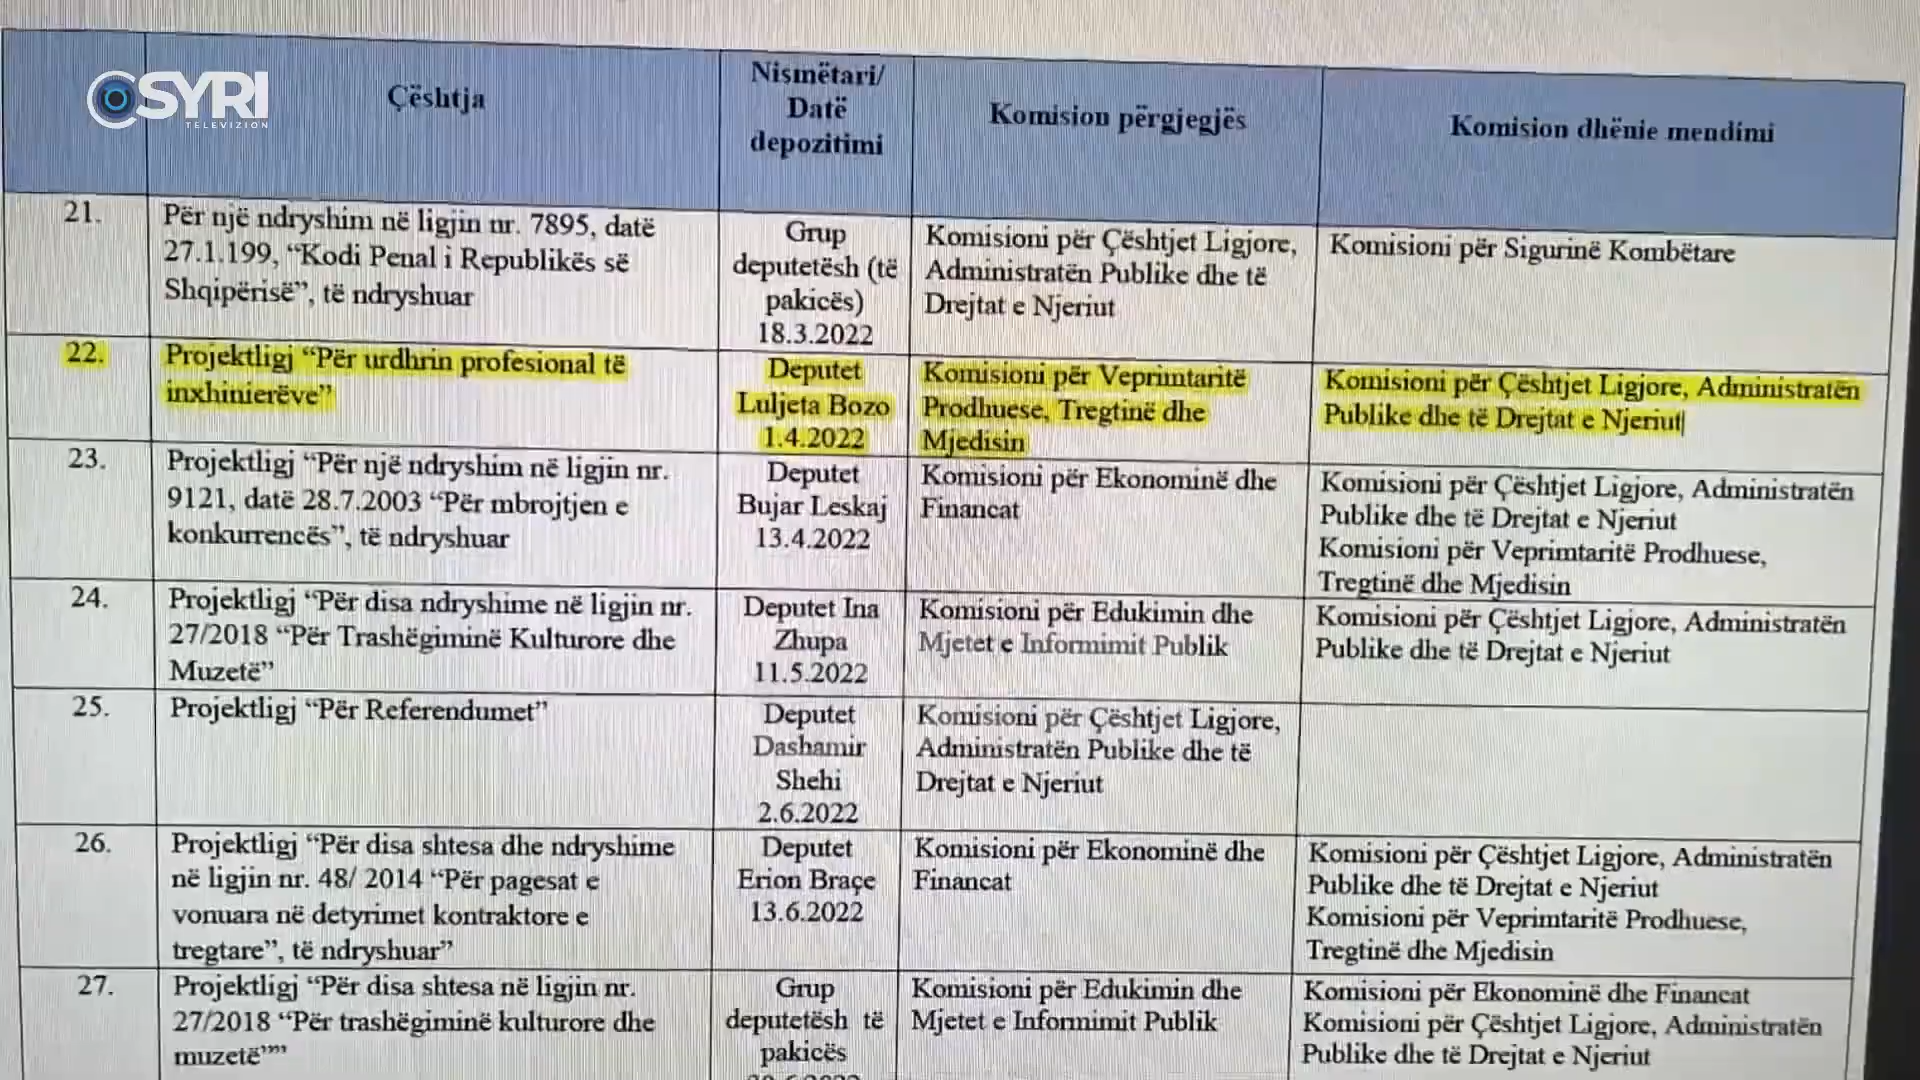 SYRI
TELEVIZION
Çështja
Nismëtari/
Datë
depozitimi
Komision përgjegjës
Komision dhënie mendimi
21.
Për një ndryshim në ligjin nr. 7895, datë
27.1.199, “Kodi Penal i Republikës së
Shqipërisë”, të ndryshuar
Grup
deputetësh (të
pakicës)
18.3.2022
Komisioni për Çështjet Ligjore,
Administratën Publike dhe të
Drejtat e Njeriut
Komisioni për Sigurinë Kombëtare
22.
Projektligj “Për urdhrin profesional të
inxhinierëve”
Deputet
Luljeta Bozo
1.4.2022
Komisioni për Veprimtaritë
Prodhuese, Tregtinë dhe
Mjedisin
Komisioni për Çështjet Ligjore, Administratën
Publike dhe të Drejtat e Njeriut
23.
Projektligj “Për një ndryshim në ligjin nr.
9121, datë 28.7.2003 “Për mbrojtjen e
konkurrencës”, të ndryshuar
Deputet
Bujar Leskaj
13.4.2022
Komisioni për Ekonominë dhe
Financat
Komisioni për Çështjet Ligjore, Administratën
Publike dhe të Drejtat e Njeriut
Komisioni për Veprimtaritë Prodhuese,
Tregtinë dhe Mjedisin
24.
Projektligj “Për disa ndryshime në ligjin nr.
27/2018 “Për Trashëgiminë Kulturore dhe
Muzetë”
Deputet Ina
Zhupa
11.5.2022
Komisioni për Edukimin dhe
Mjetet e Informimit Publik
Komisioni për Çështjet Ligjore, Administratën
Publike dhe të Drejtat e Njeriut
25.
Projektligj “Për Referendumet”
Deputet
Dashamir
Shehi
2.6.2022
Komisioni për Çështjet Ligjore,
Administratën Publike dhe të
Drejtat e Njeriut
26.
Projektligj “Për disa shtesa dhe ndryshime
në ligjin nr. 48/ 2014 “Për pagesat e
vonuara në detyrimet kontraktore e
tregtare”, të ndryshuar”
Deputet
Erion Braçe
13.6.2022
Komisioni për Ekonominë dhe
Financat
Komisioni për Çështjet Ligjore, Administratën
Publike dhe të Drejtat e Njeriut
Komisioni për Veprimtaritë Prodhuese,
Tregtinë dhe Mjedisin
27.
Projektligj “Për disa shtesa në ligjin nr.
27/2018 “Për trashëgiminë kulturore dhe
muzetë””
Grup
deputetësh të
pakicës
Komisioni për Edukimin dhe
Mjetet e Informimit Publik
Komisioni për Ekonominë dhe Financat
Komisioni për Çështjet Ligjore, Administratën
Publike dhe të Drejtat e Njeriut